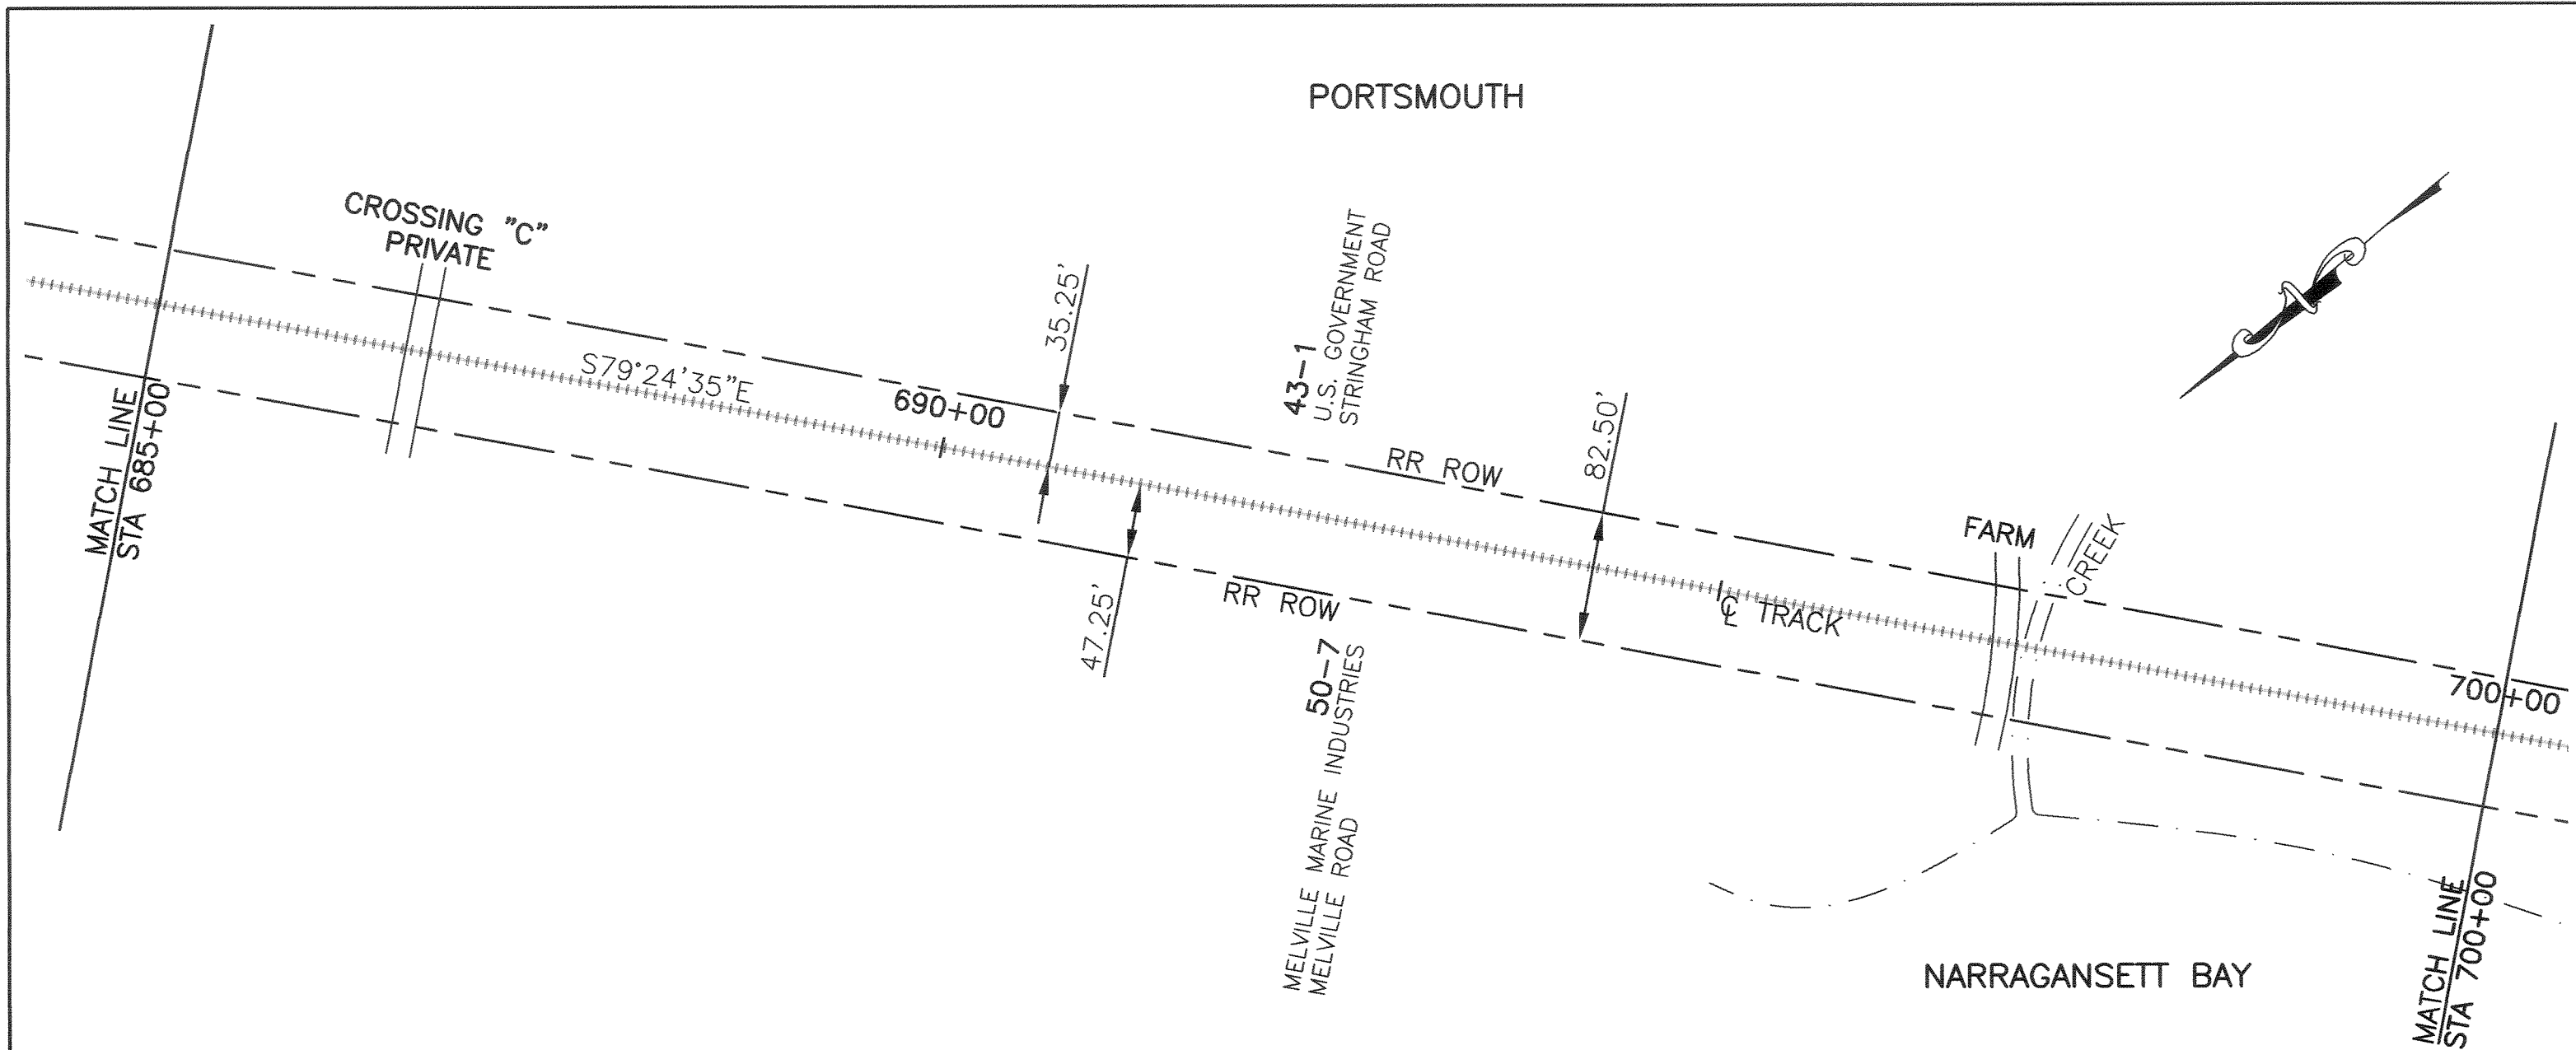 PORTSMOUTH
CROSSING "C"
PRIVATE
35.25'
43-1
U.S. GOVERNMENT
STRINGHAM ROAD
S79°24'35"E
690+00
82.50'
RR ROW
MATCH LINE
STA 685+00
FARM
CREEK
RR ROW
℄ TRACK
47.25'
50-7
MELVILLE MARINE INDUSTRIES
MELVILLE ROAD
700+00
NARRAGANSETT BAY
MATCH LINE
STA 700+00